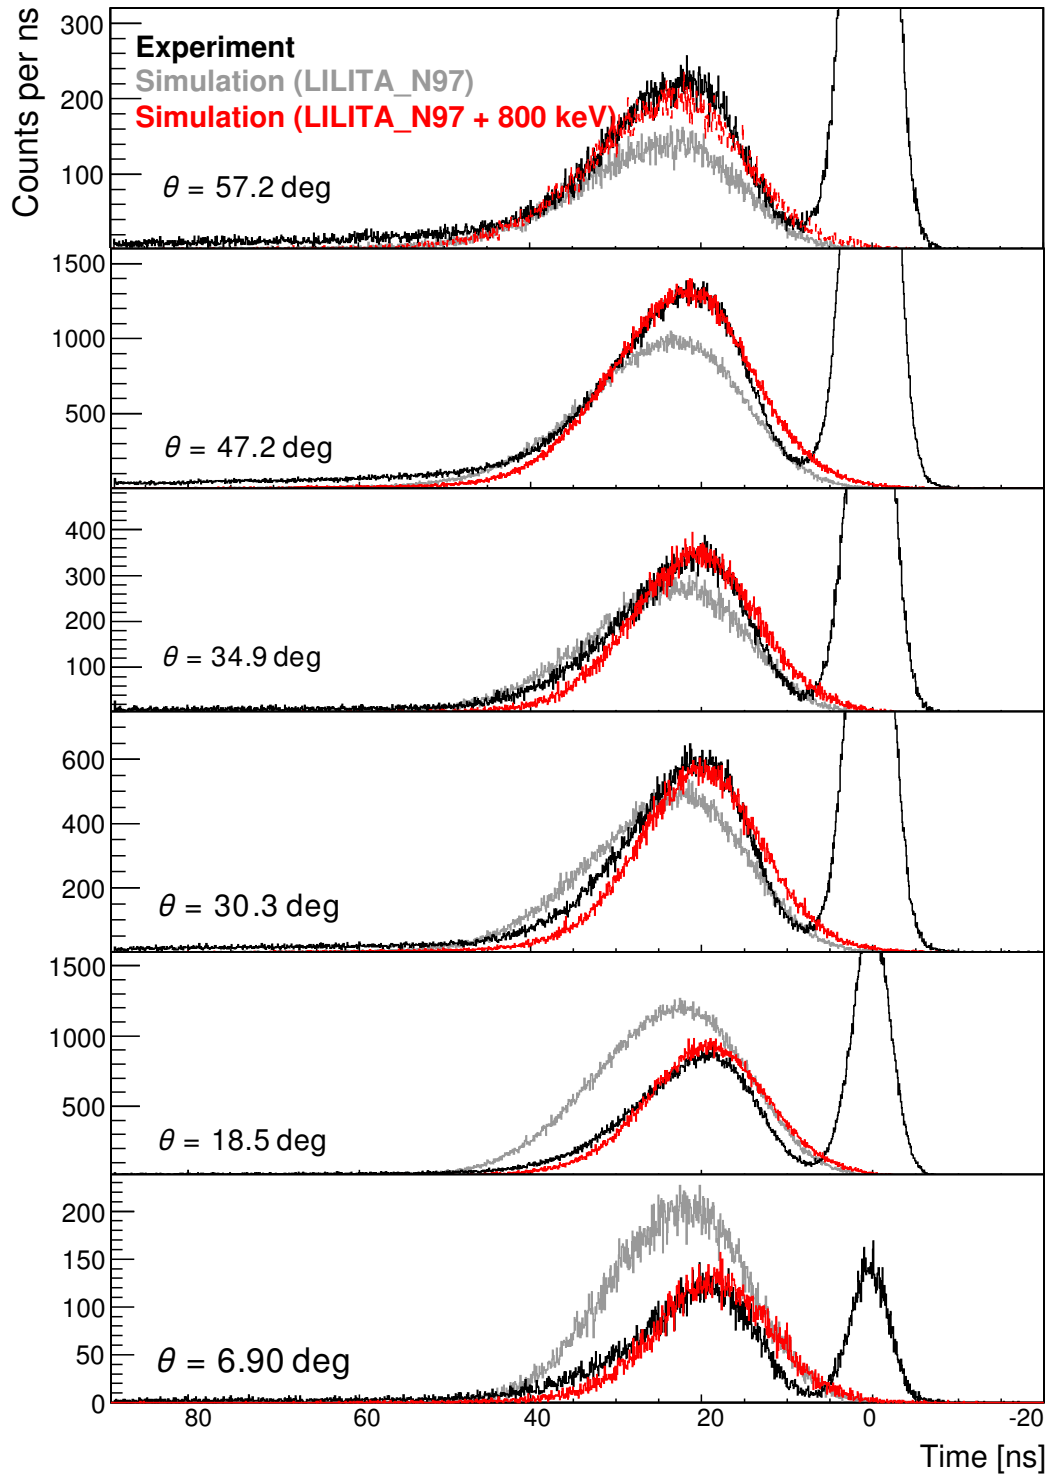 Counts per ns
300
200
100
Experiment
Simulation (LILITA_N97)
Simulation (LILITA_N97 + 800 keV)
θ = 57.2 deg
1500
1000
500
θ = 47.2 deg
400
300
200
100
θ = 34.9 deg
600
400
200
θ = 30.3 deg
1500
1000
500
θ = 18.5 deg
200
150
100
50
0
θ = 6.90 deg
80 60 40 20 0 -20
Time [ns]